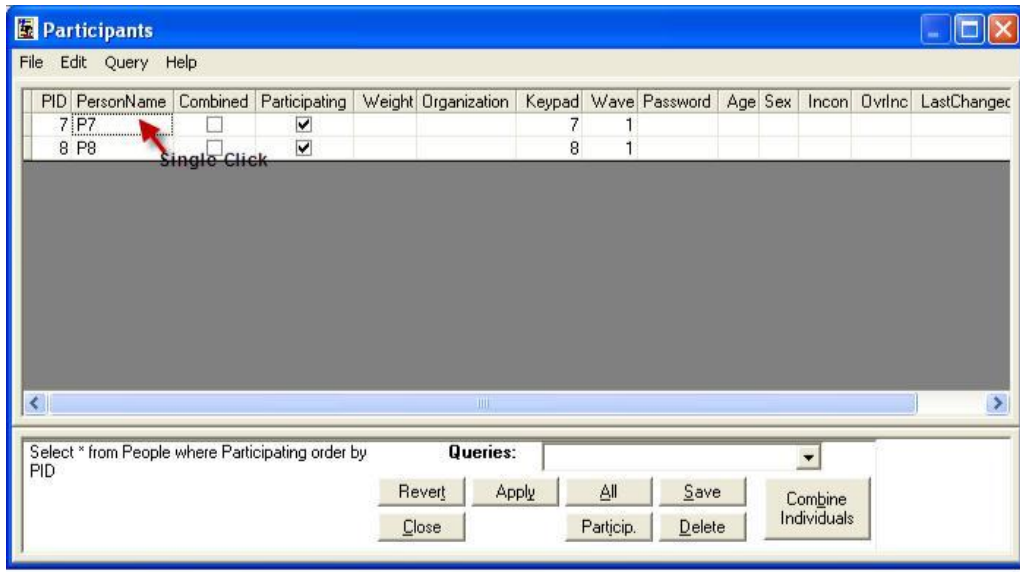 Participants
File Edit Query Help
PID PersonName Combined Participating Weight Organization Keypad Wave Password Age Sex Incon OvrInc LastChanged
7 P7 7 1
8 P8 8 1
Single Click
Select * from People where Participating order by
PID
Queries:
Revert Apply All Save
Combine
Individuals
Close Particip. Delete